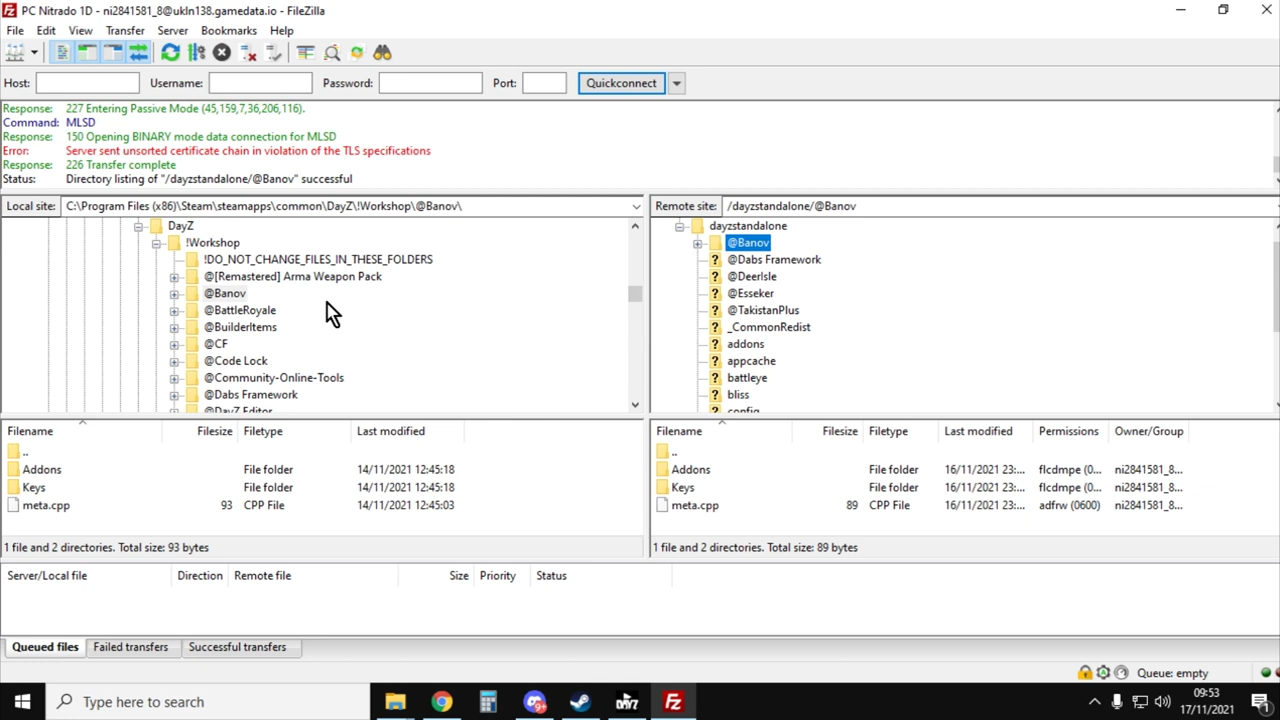 PC Nitrado 1D - ni2841581_8@ukln138.gamedata.io - FileZilla
File Edit View Transfer Server Bookmarks Help
Host: Username: Password: Port: Quickconnect
Response: 227 Entering Passive Mode (45,159,7,36,206,116).
Command: MLSD
Response: 150 Opening BINARY mode data connection for MLSD
Error: Server sent unsorted certificate chain in violation of the TLS specifications
Response: 226 Transfer complete
Status: Directory listing of "/dayzstandalone/@Banov" successful
Local site: C:\Program Files (x86)\Steam\steamapps\common\DayZ\!Workshop\@Banov\
DayZ
!Workshop
!DO_NOT_CHANGE_FILES_IN_THESE_FOLDERS
@[Remastered] Arma Weapon Pack
@Banov
@BattleRoyale
@BuilderItems
@CF
@Code Lock
@Community-Online-Tools
@Dabs Framework
@DayZ Editor
Remote site: /dayzstandalone/@Banov
dayzstandalone
@Banov
@Dabs Framework
@DeerIsle
@Esseker
@TakistanPlus
_CommonRedist
addons
appcache
battleye
bliss
config
Filename Filesize Filetype Last modified
..
Addons File folder 14/11/2021 12:45:18
Keys File folder 14/11/2021 12:45:18
meta.cpp 93 CPP File 14/11/2021 12:45:03
1 file and 2 directories. Total size: 93 bytes
Filename Filesize Filetype Last modified Permissions Owner/Group
..
Addons File folder 16/11/2021 23:... flcdmpe (0... ni2841581_8...
Keys File folder 16/11/2021 23:... flcdmpe (0... ni2841581_8...
meta.cpp 89 CPP File 16/11/2021 23:... adfrw (0600) ni2841581_8...
1 file and 2 directories. Total size: 89 bytes
Server/Local file Direction Remote file Size Priority Status
Queued files Failed transfers Successful transfers
Queue: empty
Type here to search
09:53
17/11/2021